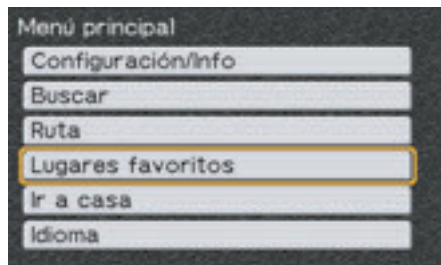 Menú principal
Configuración/Info
Buscar
Ruta
Lugares favoritos
Ir a casa
Idioma